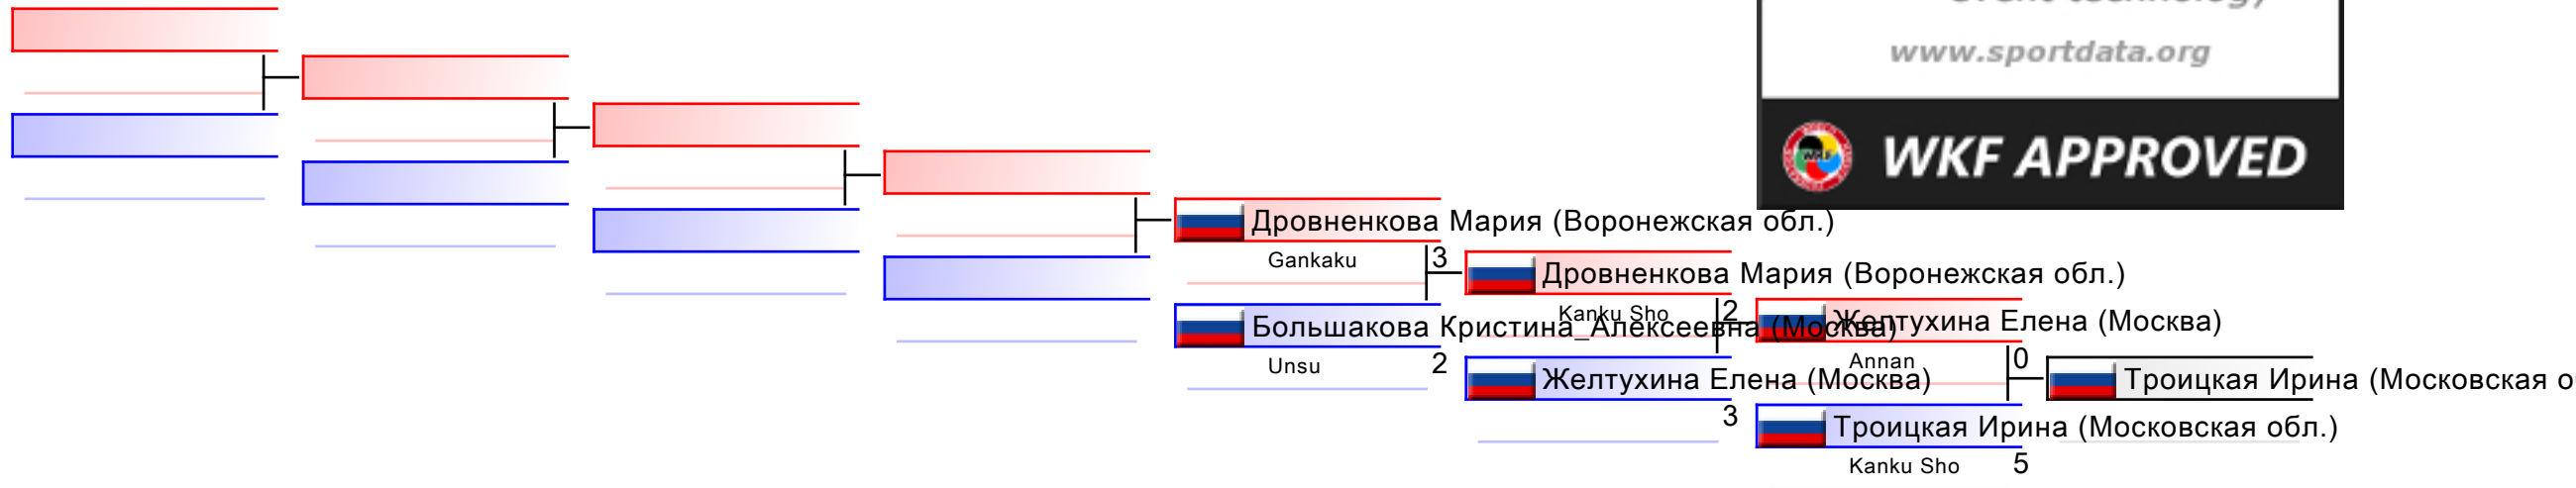 event technology
www.sportdata.org
WKF APPROVED
Дровненкова Мария (Воронежская обл.)
Gankaku
3
Дровненкова Мария (Воронежская обл.)
Kanku Sho
2
Большакова Кристина_Алексеевна (Москва)
Unsu
2
Желтухина Елена (Москва)
Annan
0
Желтухина Елена (Москва)
3
Троицкая Ирина (Московская о
Троицкая Ирина (Московская обл.)
Kanku Sho
5